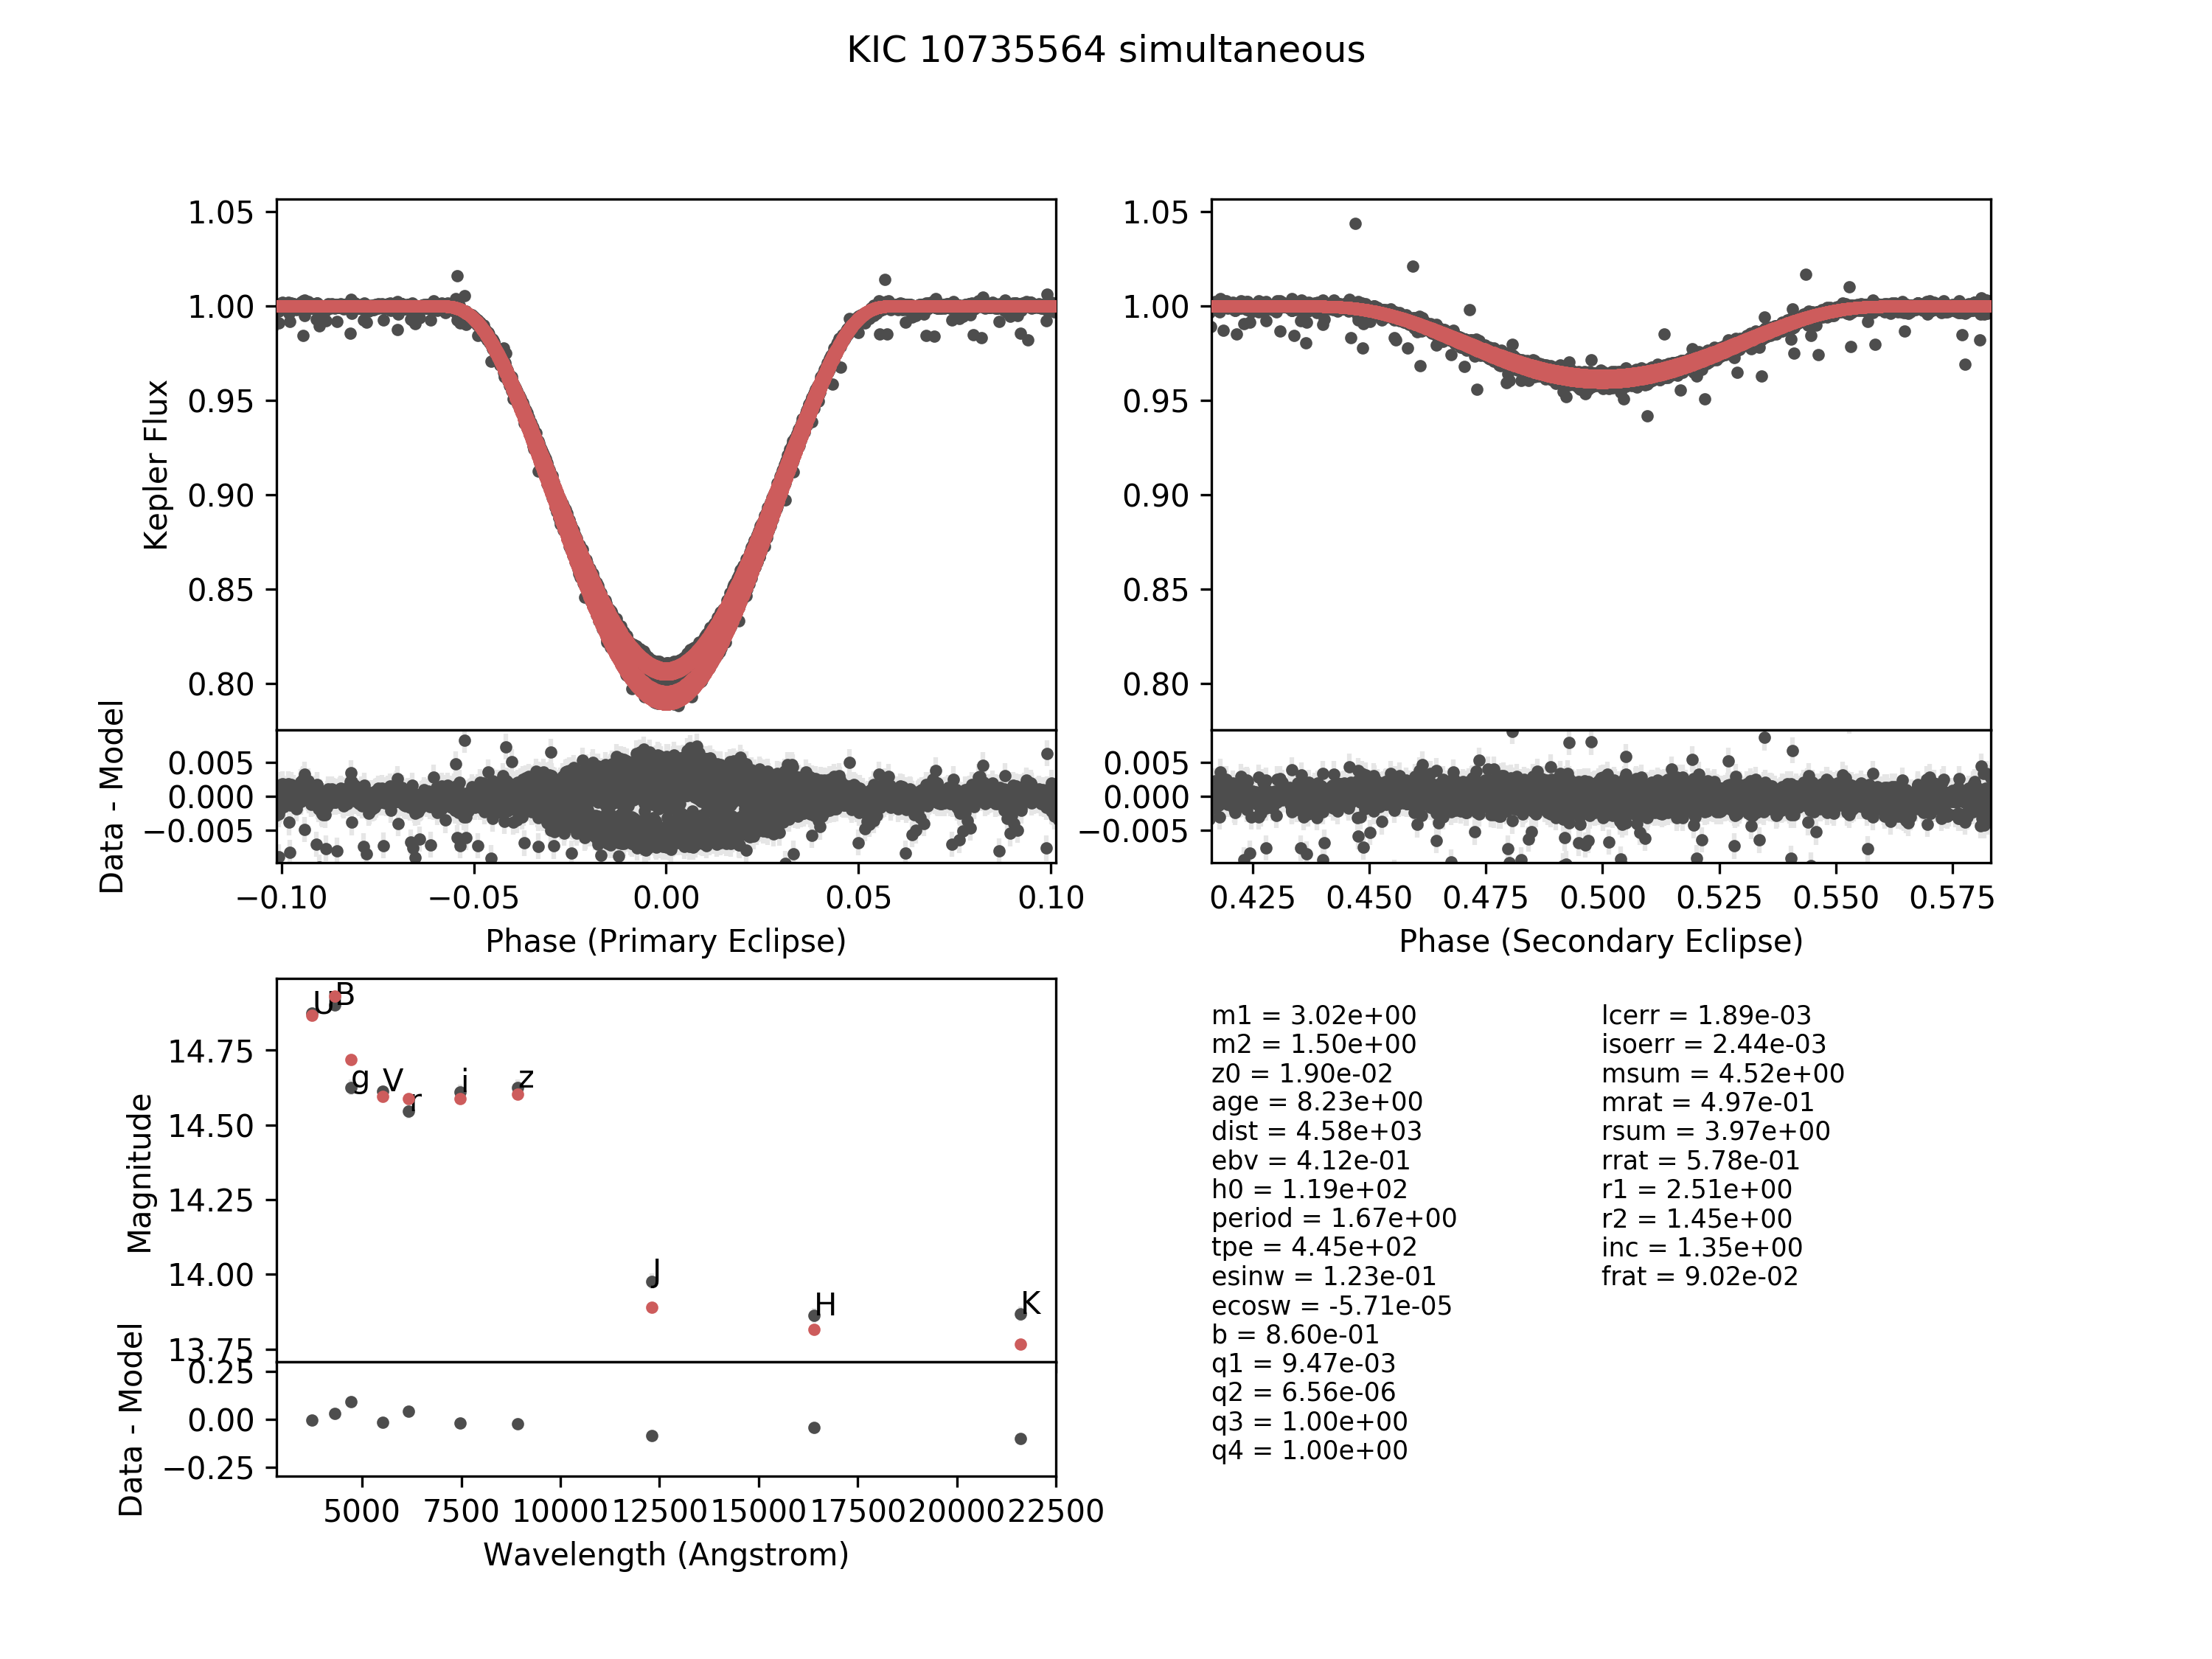 KIC 10735564 simultaneous
1.05
1.00
0.95
0.90
0.85
0.80
Kepler Flux
0.005
0.000
−0.005
Data - Model
−0.10 −0.05 0.00 0.05 0.10
Phase (Primary Eclipse)
1.05
1.00
0.95
0.90
0.85
0.80
0.005
0.000
−0.005
0.425 0.450 0.475 0.500 0.525 0.550 0.575
Phase (Secondary Eclipse)
U B g V r i z J H K
14.75
14.50
14.25
14.00
13.75
Magnitude
0.25
0.00
−0.25
Data - Model
5000 7500 10000 12500 15000 17500 20000 22500
Wavelength (Angstrom)
m1 = 3.02e+00
m2 = 1.50e+00
z0 = 1.90e-02
age = 8.23e+00
dist = 4.58e+03
ebv = 4.12e-01
h0 = 1.19e+02
period = 1.67e+00
tpe = 4.45e+02
esinw = 1.23e-01
ecosw = -5.71e-05
b = 8.60e-01
q1 = 9.47e-03
q2 = 6.56e-06
q3 = 1.00e+00
q4 = 1.00e+00
lcerr = 1.89e-03
isoerr = 2.44e-03
msum = 4.52e+00
mrat = 4.97e-01
rsum = 3.97e+00
rrat = 5.78e-01
r1 = 2.51e+00
r2 = 1.45e+00
inc = 1.35e+00
frat = 9.02e-02